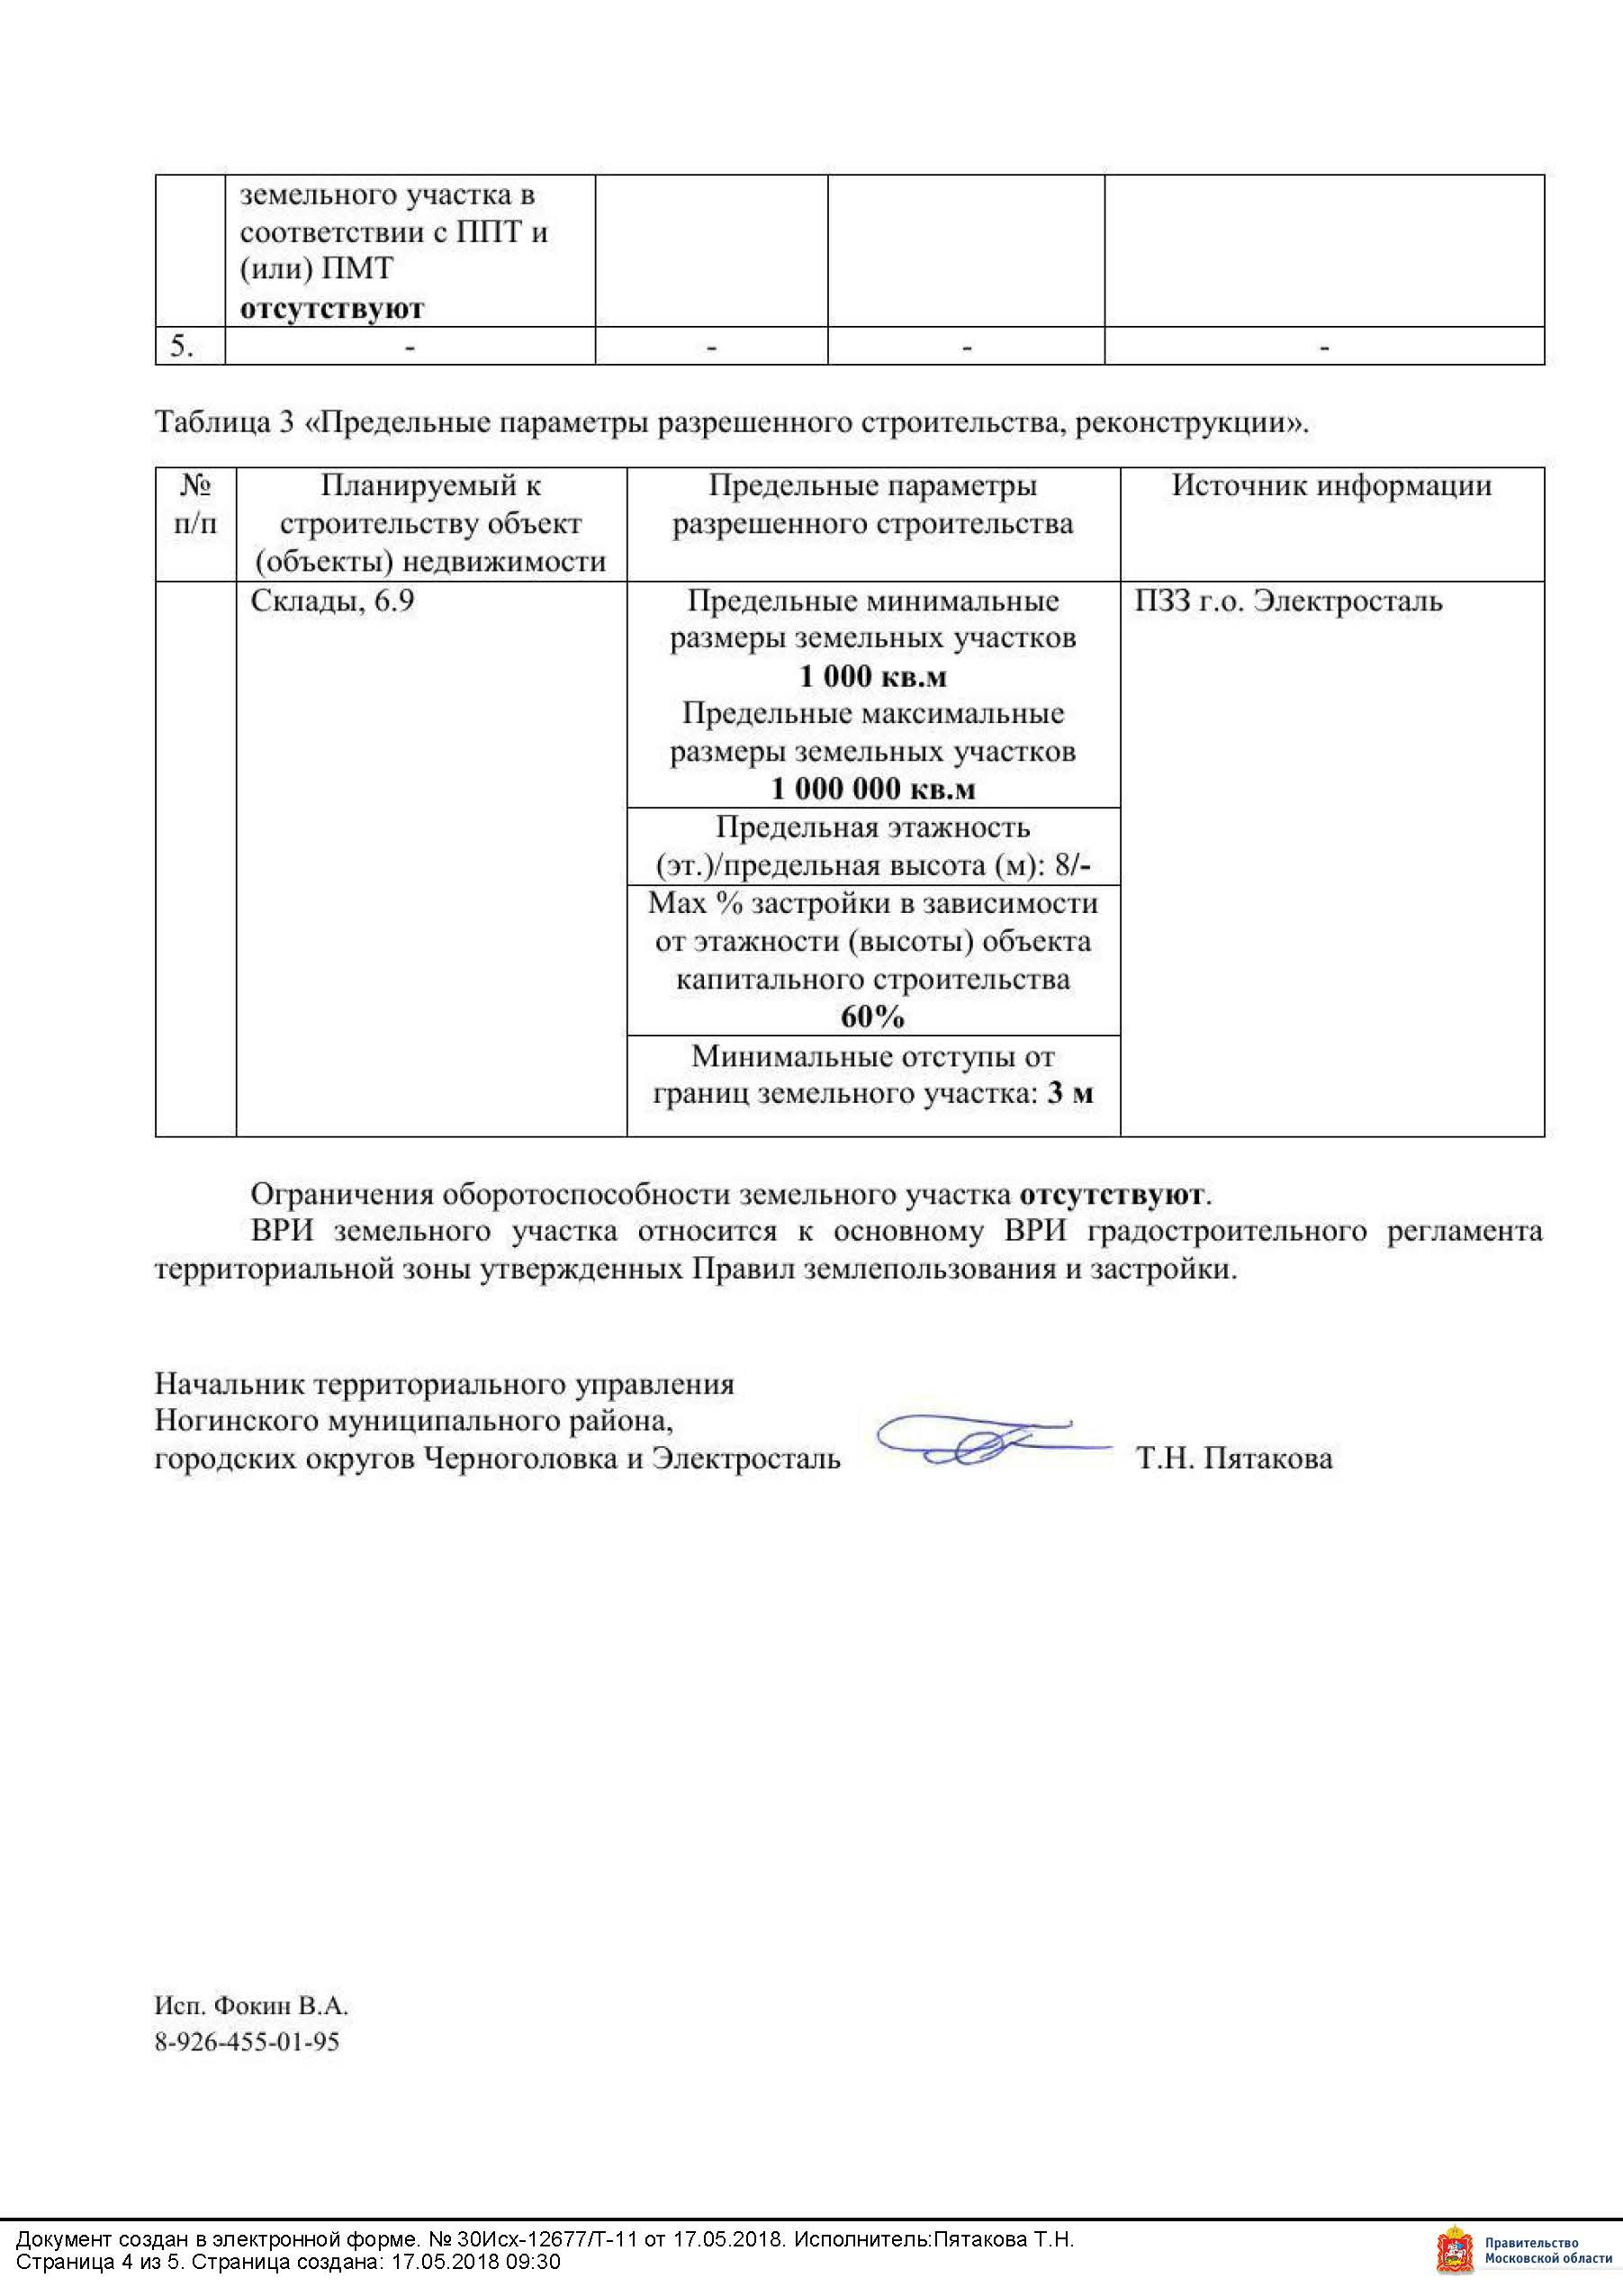 земельного участка в
соответствии с ППТ и
(или) ПМТ
отсутствуют
5. - - - -
Таблица 3 «Предельные параметры разрешенного строительства, реконструкции».
№
п/п
Планируемый к
строительству объект
(объекты) недвижимости
Предельные параметры
разрешенного строительства
Источник информации
Склады, 6.9
Предельные минимальные
размеры земельных участков
1 000 кв.м
Предельные максимальные
размеры земельных участков
1 000 000 кв.м
Предельная этажность
(эт.)/предельная высота (м): 8/-
Мах % застройки в зависимости
от этажности (высоты) объекта
капитального строительства
60%
Минимальные отступы от
границ земельного участка: 3 м
ПЗЗ г.о. Электросталь
Ограничения оборотоспособности земельного участка отсутствуют.
ВРИ земельного участка относится к основному ВРИ градостроительного регламента
территориальной зоны утвержденных Правил землепользования и застройки.
Начальник территориального управления
Ногинского муниципального района,
городских округов Черноголовка и Электросталь Т.Н. Пятакова
Исп. Фокин В.А.
8-926-455-01-95
Документ создан в электронной форме. № 30Исх-12677/Т-11 от 17.05.2018. Исполнитель:Пятакова Т.Н.
Страница 4 из 5. Страница создана: 17.05.2018 09:30
Правительство
Московской области